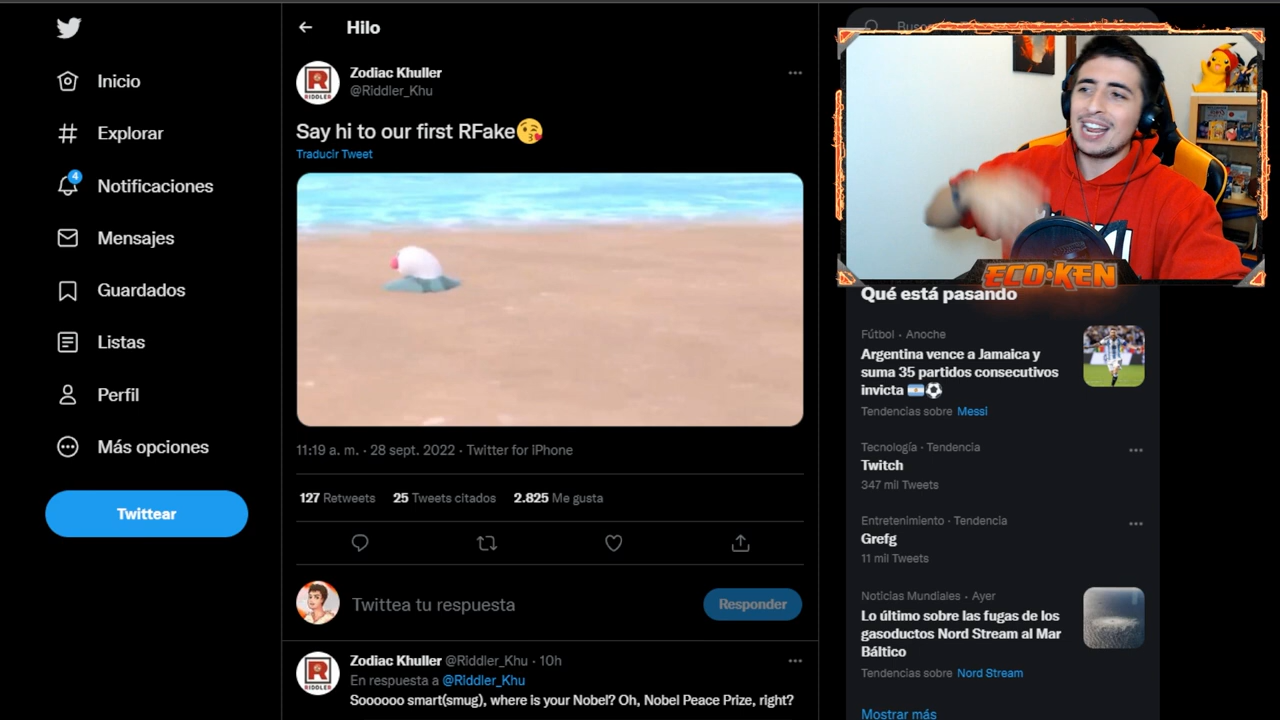 Inicio
Explorar
4
Notificaciones
Mensajes
Guardados
Listas
Perfil
Más opciones
Twittear
Hilo
R
RIDDLER
Zodiac Khuller
@Riddler_Khu
Say hi to our first RFake😘
Traducir Tweet
11:19 a. m. · 28 sept. 2022 · Twitter for iPhone
127 Retweets 25 Tweets citados 2.825 Me gusta
Twittea tu respuesta
Responder
R
RIDDLER
Zodiac Khuller @Riddler_Khu · 10h
En respuesta a @Riddler_Khu
Soooooo smart(smug), where is your Nobel? Oh, Nobel Peace Prize, right?
ECO·KEN
Qué está pasando
Fútbol · Anoche
Argentina vence a Jamaica y
suma 35 partidos consecutivos
invicta 🇦🇷⚽
Tendencias sobre Messi
Tecnología · Tendencia
Twitch
347 mil Tweets
Entretenimiento · Tendencia
Grefg
11 mil Tweets
Noticias Mundiales · Ayer
Lo último sobre las fugas de los
gasoductos Nord Stream al Mar
Báltico
Tendencias sobre Nord Stream
Mostrar más